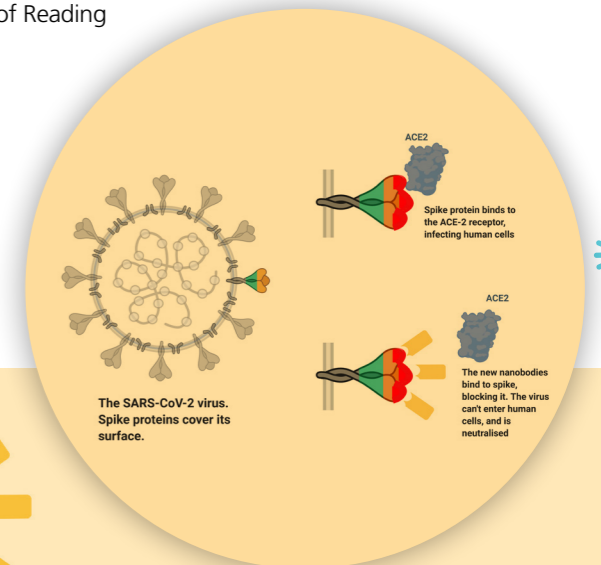 of Reading
ACE2
Spike protein binds to
the ACE-2 receptor,
infecting human cells
The SARS-CoV-2 virus.
Spike proteins cover its
surface.
ACE2
The new nanobodies
bind to spike,
blocking it. The virus
can't enter human
cells, and is
neutralised